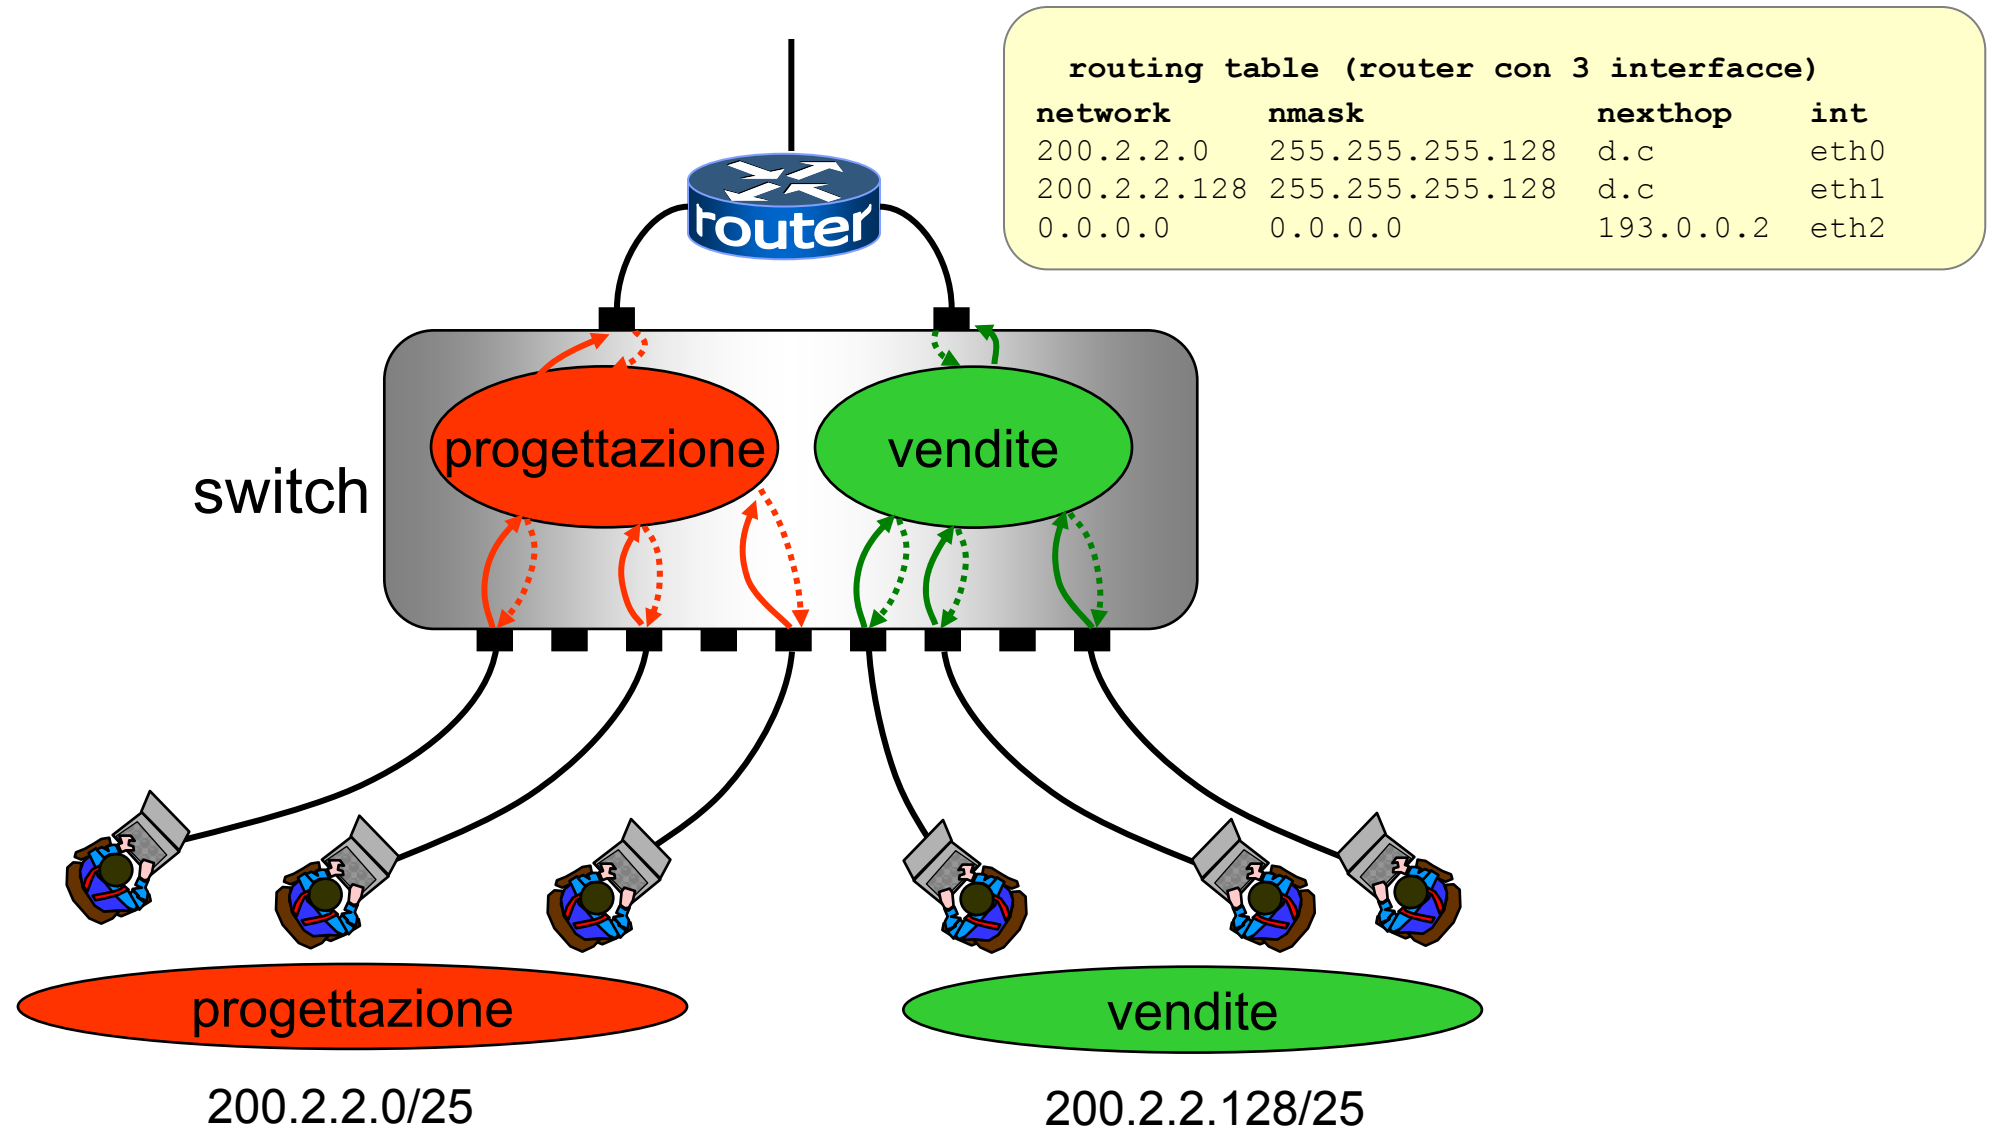 routing table (router con 3 interfacce)
network nmask nexthop int
200.2.2.0 255.255.255.128 d.c eth0
200.2.2.128 255.255.255.128 d.c eth1
0.0.0.0 0.0.0.0 193.0.0.2 eth2
router
switch
progettazione
vendite
progettazione
vendite
200.2.2.0/25
200.2.2.128/25